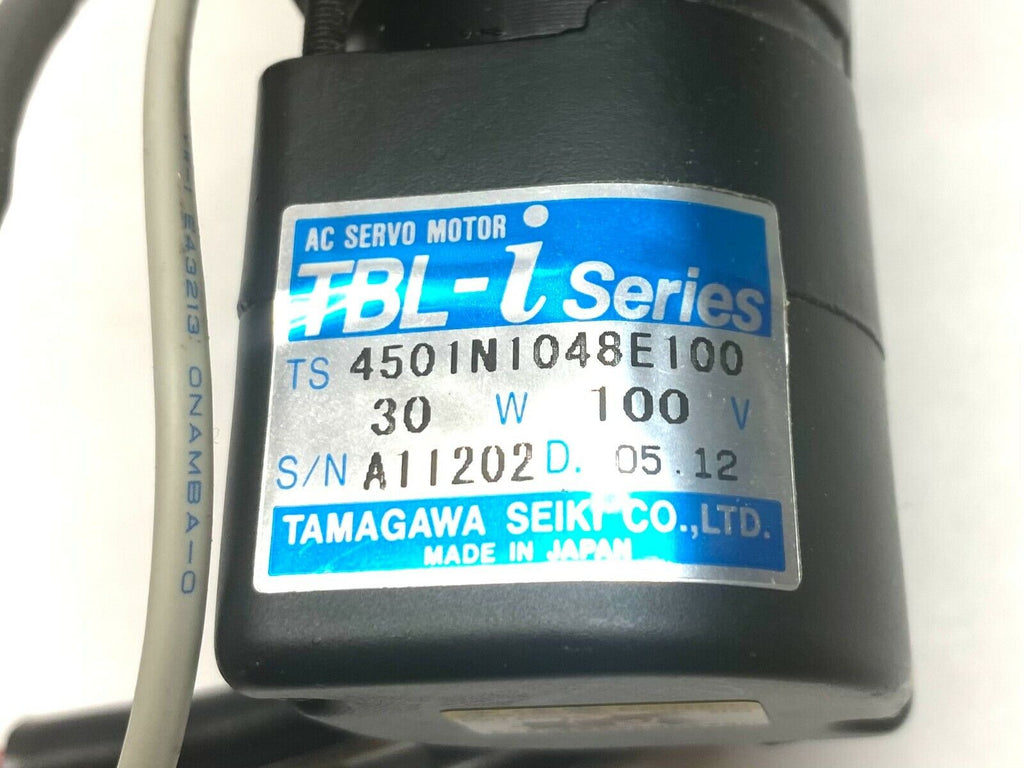 AC SERVO MOTOR
TBL-i Series
TS 4501N1048E100
30 W 100 V
S/N A11202 D. 05.12
TAMAGAWA SEIKI CO.,LTD.
MADE IN JAPAN
E43213 ONAMBA-O